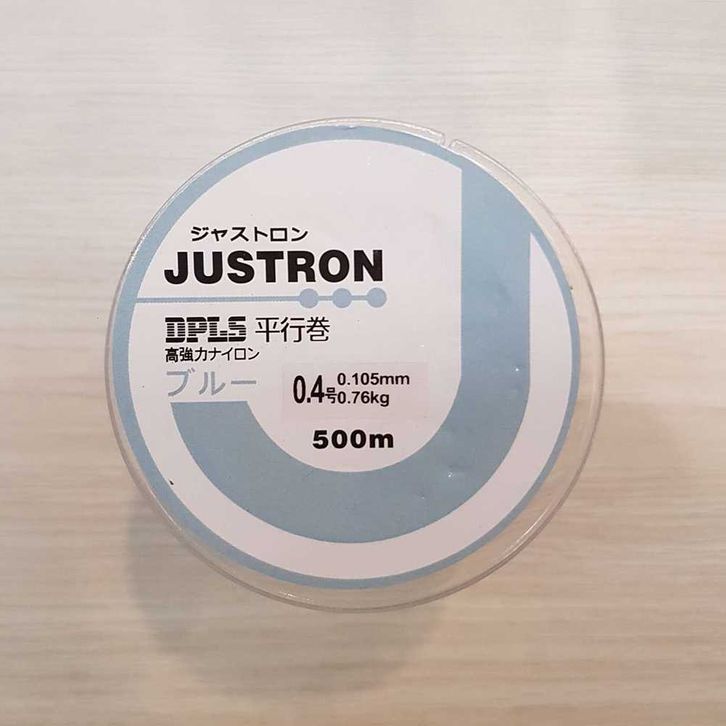 ジャストロン
JUSTRON
DPLS 平行巻
高強力ナイロン
ブルー
0.4号 0.105mm
0.76kg
500m